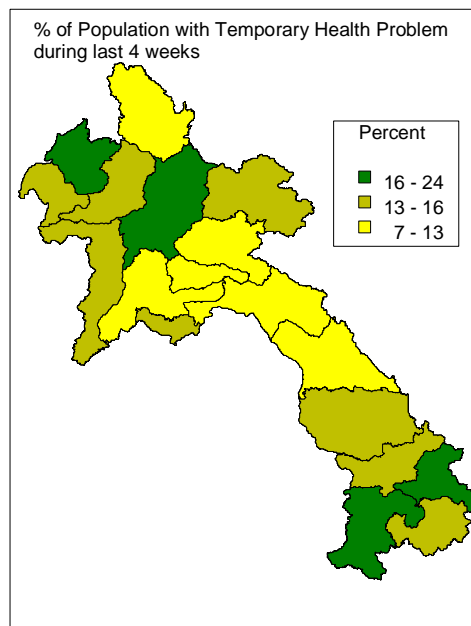 % of Population with Temporary Health Problem
during last 4 weeks
Percent
16 - 24
13 - 16
7 - 13